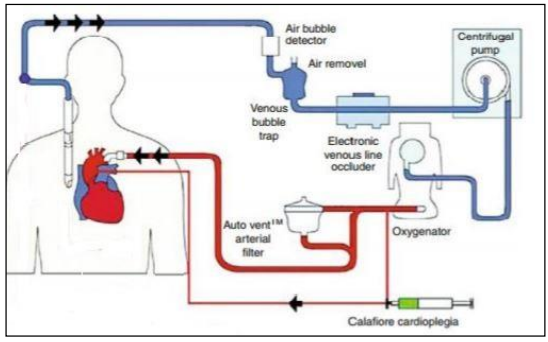 Air bubble
detector
Air removel
Centrifugel
pump
Venous
bubble
trap
Electronic
venous line
occluder
Auto vent™
arterial
filter
Oxygenator
Calafiore cardioplegia